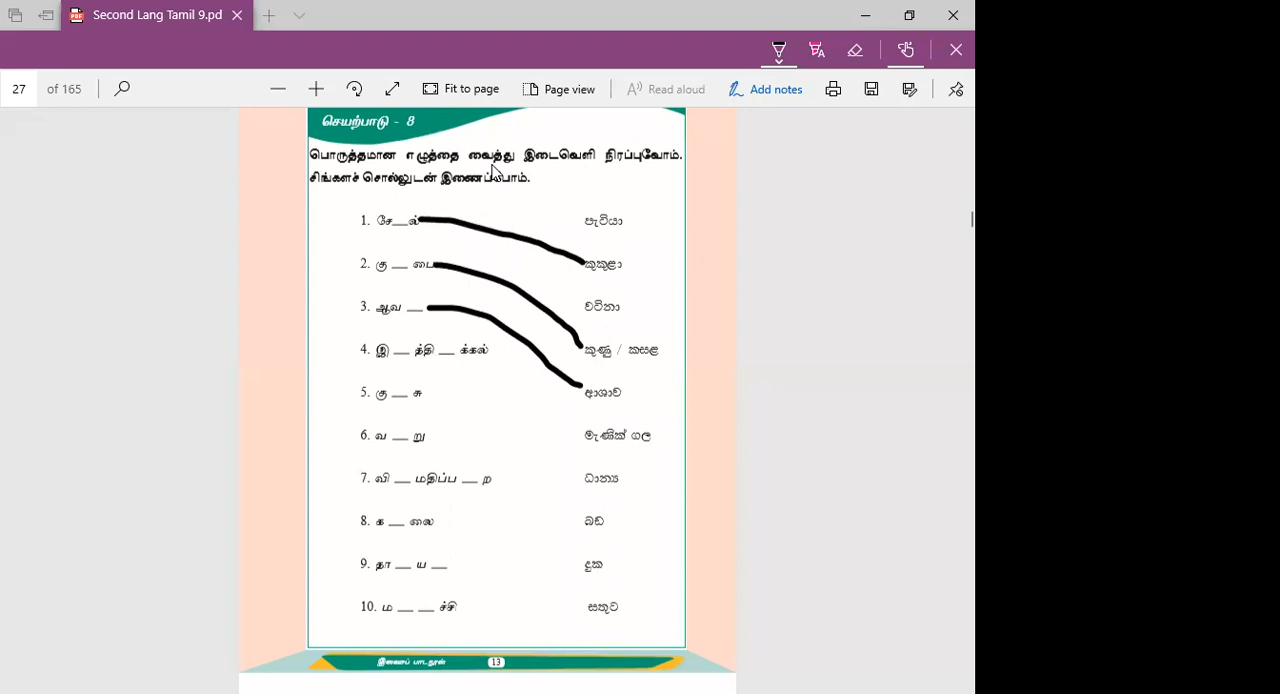 Second Lang Tamil 9.pd
27 of 165 Fit to page Page view Read aloud Add notes
செயற்பாடு - 8
பொருத்தமான எழுத்தை வைத்து இடைவெளி நிரப்புவோம்.
சிங்களச் சொல்லுடன் இணைப்போம்.
1. சே__ல் පැටියා
2. கு __ பை කුකුළා
3. ஆவ __ වටිනා
4. இ __ த்தி __ க்கல் කුණු / කසළ
5. கு __ சு ආශාව
6. வ __ று මැණික් ගල
7. வி __ மதிப்ப __ ற ධාන්‍ය
8. க __ லை බඩ
9. தா __ ய __ දුක
10. ம __ __ ச்சி සතුට
இலவசப் பாடநூல் 13